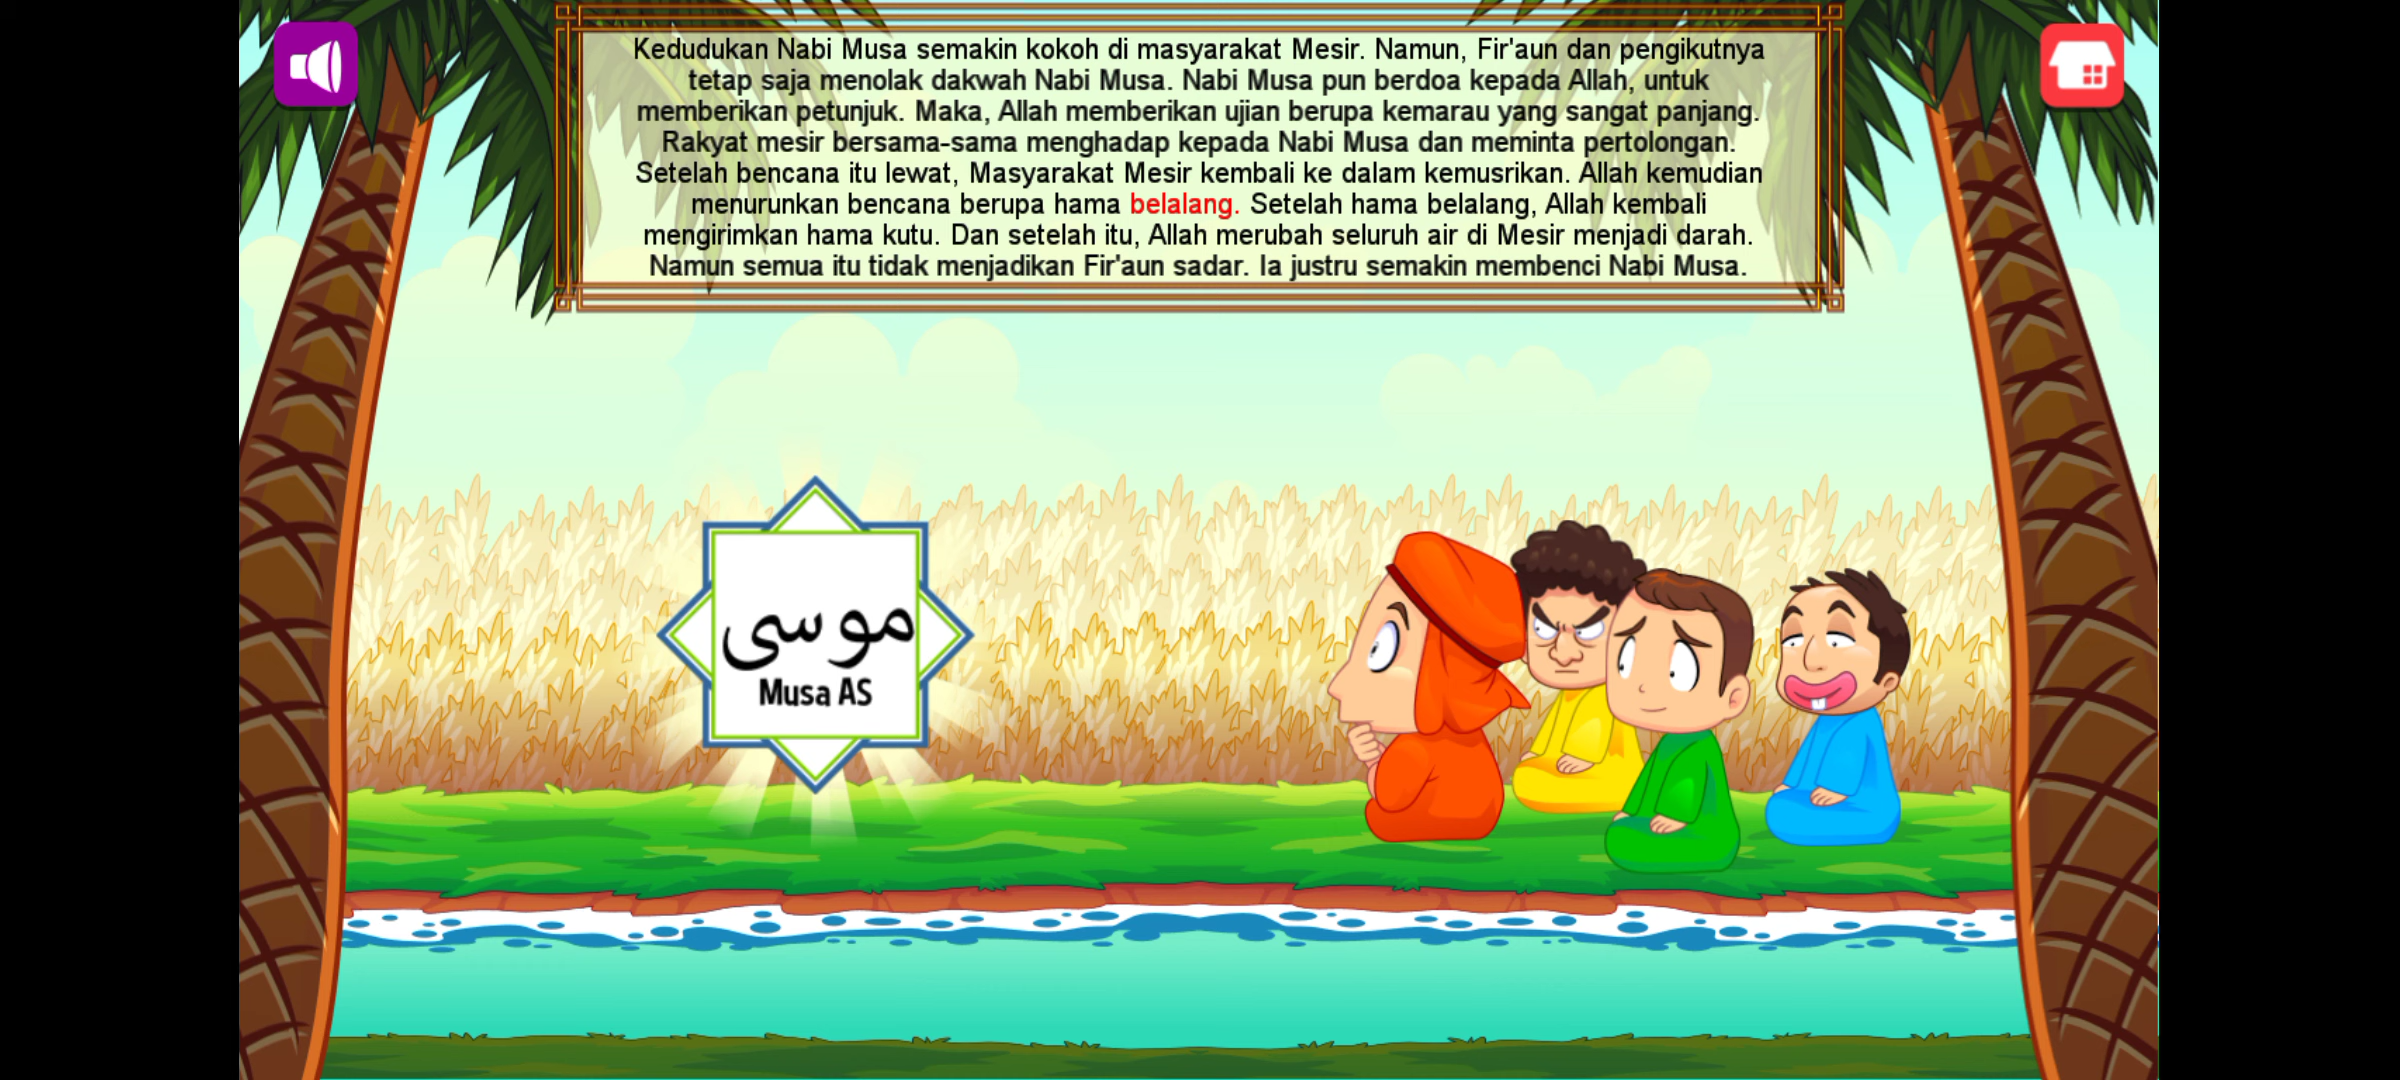 Kedudukan Nabi Musa semakin kokoh di masyarakat Mesir. Namun, Fir'aun dan pengikutnya
tetap saja menolak dakwah Nabi Musa. Nabi Musa pun berdoa kepada Allah, untuk
memberikan petunjuk. Maka, Allah memberikan ujian berupa kemarau yang sangat panjang.
Rakyat mesir bersama-sama menghadap kepada Nabi Musa dan meminta pertolongan.
Setelah bencana itu lewat, Masyarakat Mesir kembali ke dalam kemusrikan. Allah kemudian
menurunkan bencana berupa hama belalang. Setelah hama belalang, Allah kembali
mengirimkan hama kutu. Dan setelah itu, Allah merubah seluruh air di Mesir menjadi darah.
Namun semua itu tidak menjadikan Fir'aun sadar. Ia justru semakin membenci Nabi Musa.
موسى
Musa AS